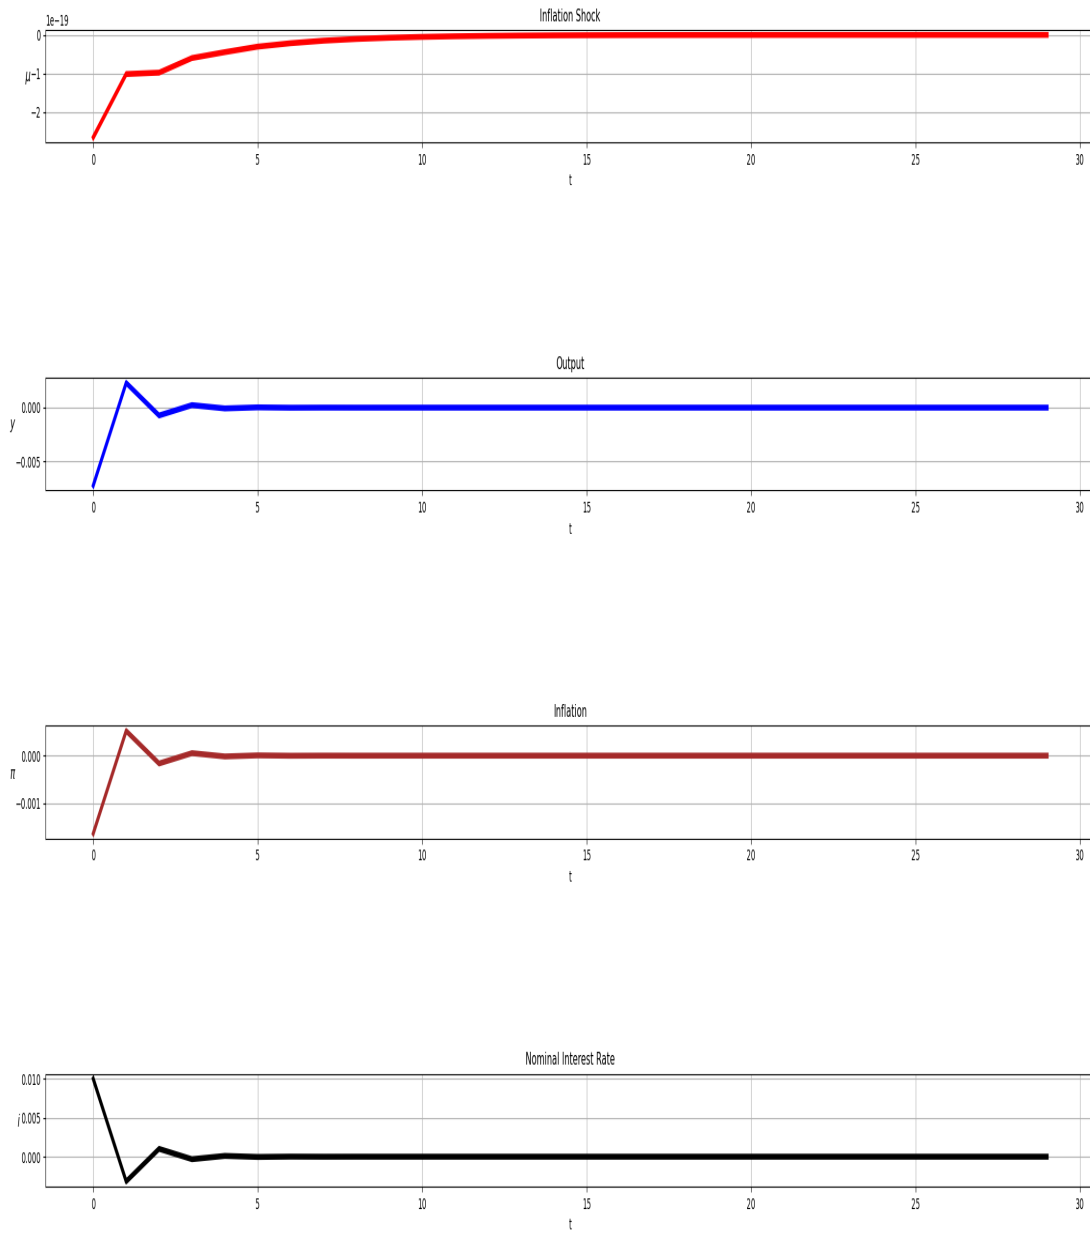 Inflation Shock
1e−19
0
μ −1
−2
0 5 10 15 20 25 30
t
Output
0.000
y
−0.005
0 5 10 15 20 25 30
t
Inflation
0.000
π
−0.001
0 5 10 15 20 25 30
t
Nominal Interest Rate
0.010
i 0.005
0.000
0 5 10 15 20 25 30
t